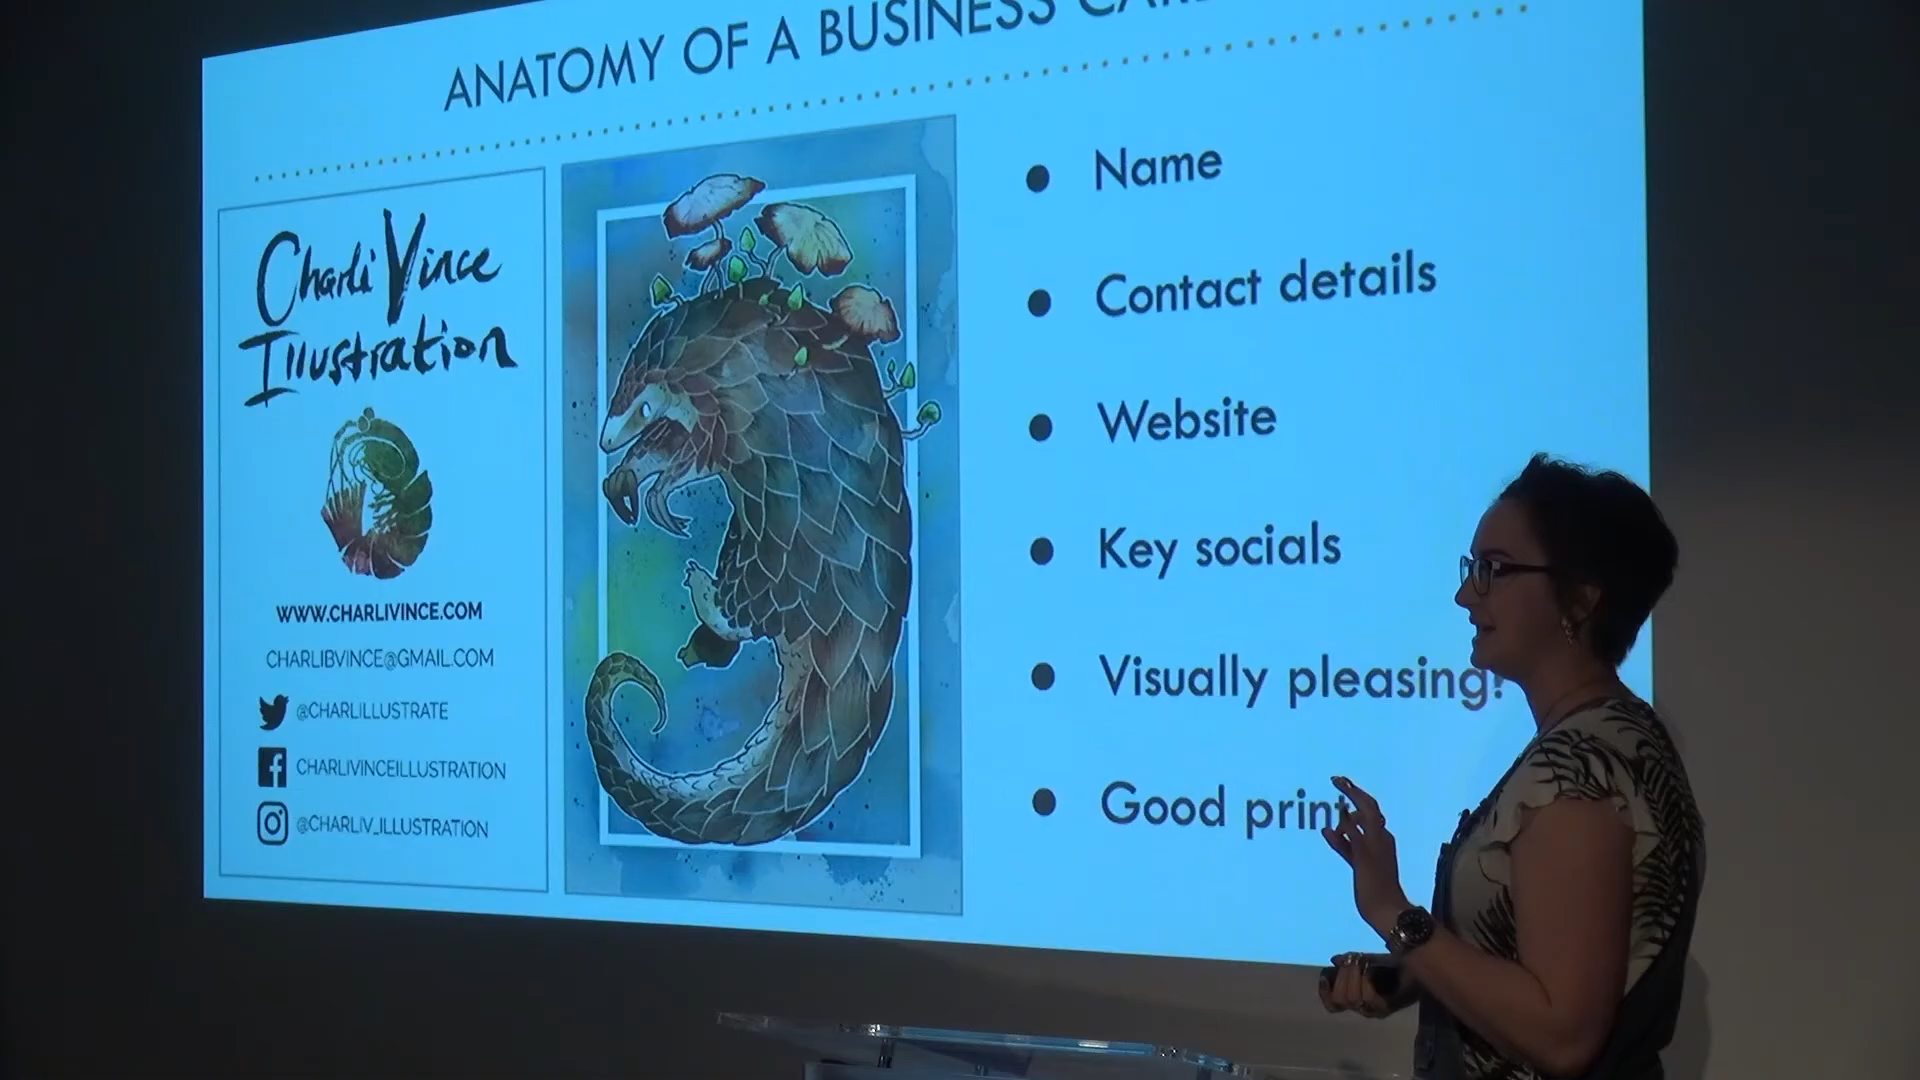 ANATOMY OF A BUSINESS
Charli Vince
Illustration
WWW.CHARLIVINCE.COM
CHARLIBVINCE@GMAIL.COM
@CHARLILLUSTRATE
CHARLIVINCEILLUSTRATION
@CHARLIV_ILLUSTRATION
● Name
● Contact details
● Website
● Key socials
● Visually pleasing!
● Good print